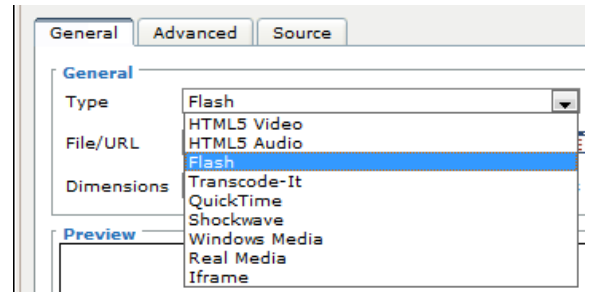 General Advanced Source
General
Type Flash
HTML5 Video
File/URL HTML5 Audio
Flash
Dimensions Transcode-It
QuickTime
Shockwave
Preview Windows Media
Real Media
Iframe